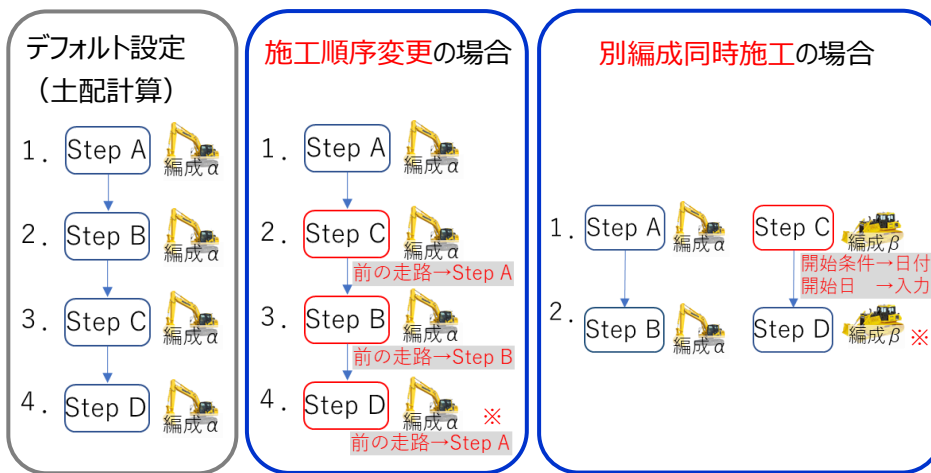 デフォルト設定
（土配計算）
1. Step A
編成α
2. Step B
編成α
3. Step C
編成α
4. Step D
編成α
施工順序変更の場合
1. Step A
編成α
2. Step C
編成α
前の走路→Step A
3. Step B
編成α
前の走路→Step B
4. Step D
編成α ※
前の走路→Step A
別編成同時施工の場合
1. Step A
編成α
Step C
編成β
開始条件→日付
開始日 →入力
2. Step B
編成α
Step D
編成β ※